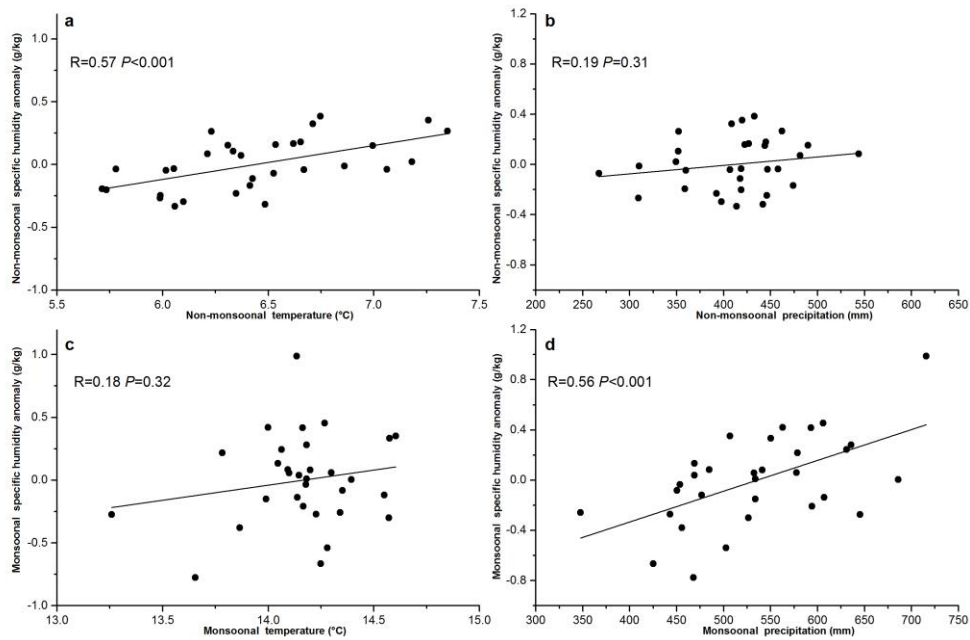 a
R=0.57 P<0.001
Non-monsoonal specific humidity anomaly (g/kg)
1.0
0.5
0.0
-0.5
-1.0
5.5 6.0 6.5 7.0 7.5
Non-monsoonal temperature (°C)
b
R=0.19 P=0.31
Non-monsoonal specific humidity anomaly (g/kg)
1.2
0.8
0.4
0.0
-0.4
-0.8
200 250 300 350 400 450 500 550 600 650
Non-monsoonal precipitation (mm)
c
R=0.18 P=0.32
Monsoonal specific humidity anomaly (g/kg)
1.0
0.5
0.0
-0.5
-1.0
13.0 13.5 14.0 14.5 15.0
Monsoonal temperature (°C)
d
R=0.56 P<0.001
Monsoonal specific humidity anomaly (g/kg)
1.2
0.8
0.4
0.0
-0.4
-0.8
300 350 400 450 500 550 600 650 700 750
Monsoonal precipitation (mm)